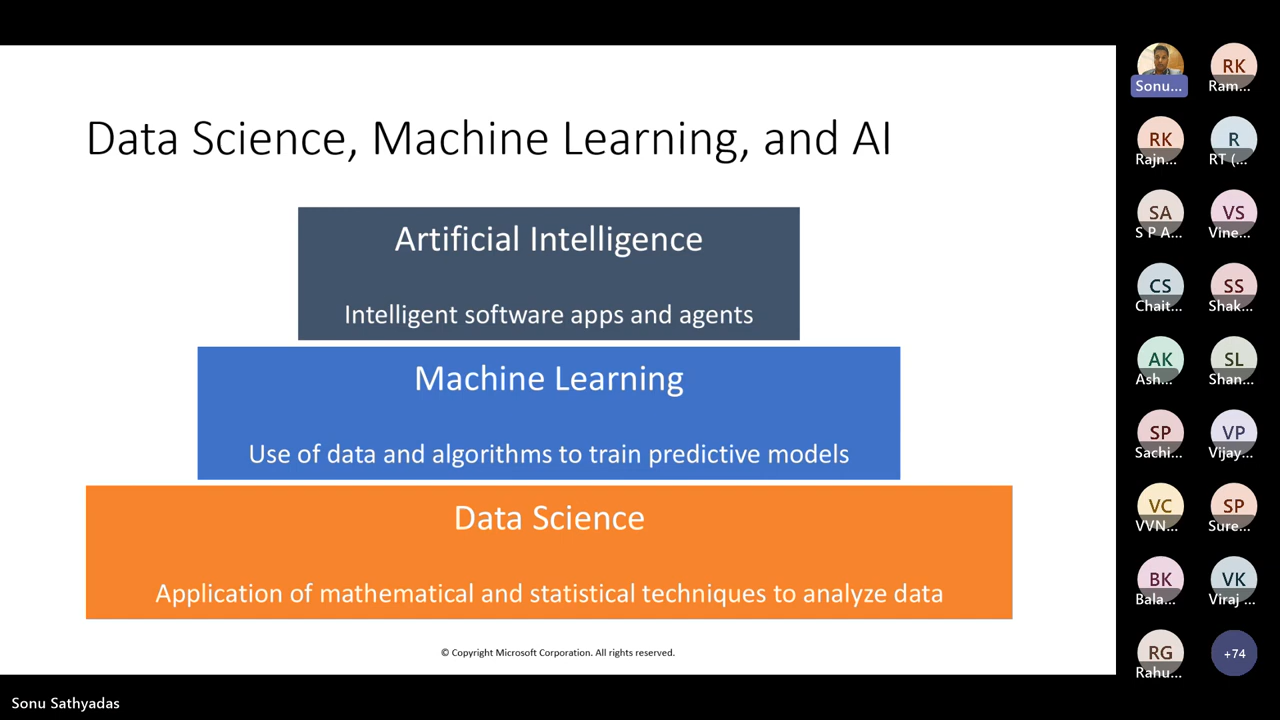 Data Science, Machine Learning, and AI
Artificial Intelligence
Intelligent software apps and agents
Machine Learning
Use of data and algorithms to train predictive models
Data Science
Application of mathematical and statistical techniques to analyze data
© Copyright Microsoft Corporation. All rights reserved.
Sonu Sathyadas
Sonu...
RK
Ram...
RK
Rajn...
R
RT (...
SA
S P A...
VS
Vine...
CS
Chait...
SS
Shak...
AK
Ash...
SL
Shan...
SP
Sachi...
VP
Vijay...
VC
VVN...
SP
Sure...
BK
Bala...
VK
Viraj ...
RG
Rahu...
+74